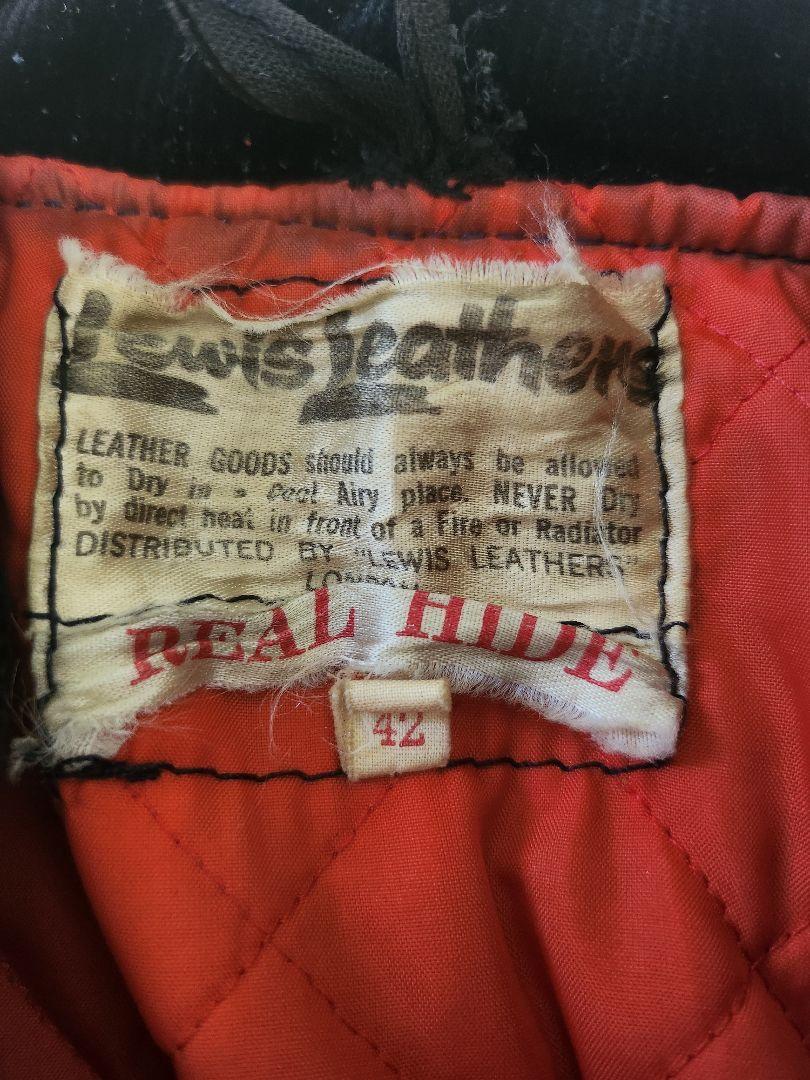 Lewis Leathers
LEATHER GOODS should always be allowed
to Dry in a Cool Airy place. NEVER Dry
by direct heat in front of a Fire or Radiator
DISTRIBUTED BY "LEWIS LEATHERS"
LONDON
REAL HIDE
42